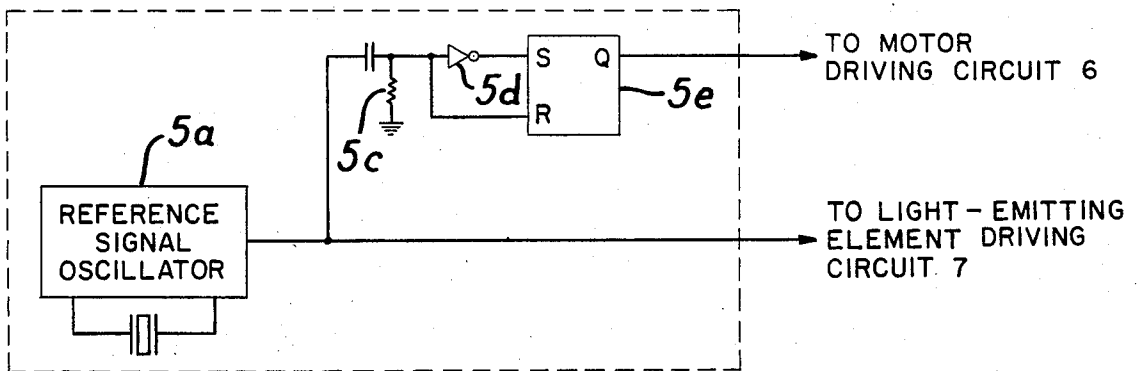 TO MOTOR
DRIVING CIRCUIT 6
S Q
5d
5e
R
5c
5a
REFERENCE
SIGNAL
OSCILLATOR
TO LIGHT-EMITTING
ELEMENT DRIVING
CIRCUIT 7